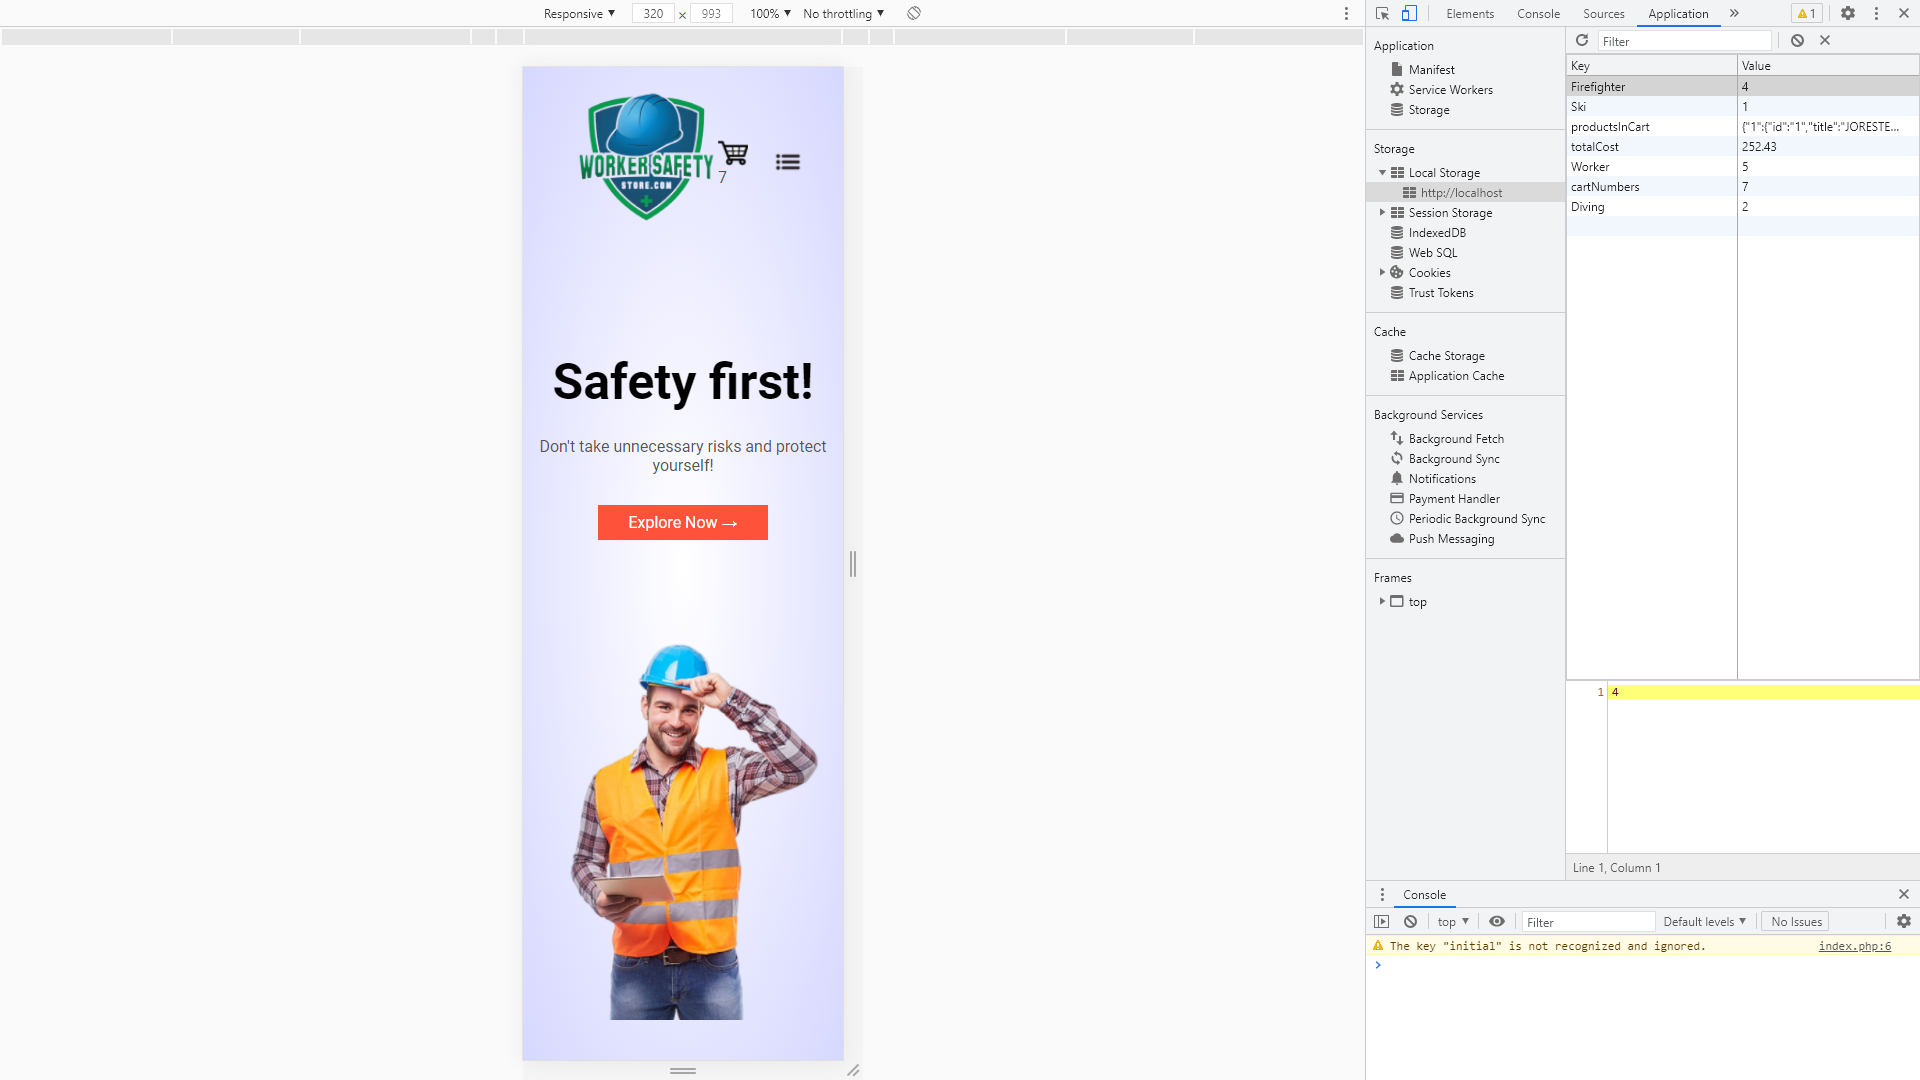 Responsive ▼ 320 × 993 100% ▼ No throttling ▼
Elements Console Sources Application » 1
WORKER SAFETY
STORE.COM
7
Safety first!
Don't take unnecessary risks and protect
yourself!
Explore Now →
Application
Manifest
Service Workers
Storage
Storage
Local Storage
http://localhost
Session Storage
IndexedDB
Web SQL
Cookies
Trust Tokens
Cache
Cache Storage
Application Cache
Background Services
Background Fetch
Background Sync
Notifications
Payment Handler
Periodic Background Sync
Push Messaging
Frames
top
Filter
Key Value
Firefighter 4
Ski 1
productsInCart {"1":{"id":"1","title":"JORESTE...
totalCost 252.43
Worker 5
cartNumbers 7
Diving 2
1 4
Line 1, Column 1
Console
top ▼ Filter Default levels ▼ No Issues
The key "initial" is not recognized and ignored. index.php:6